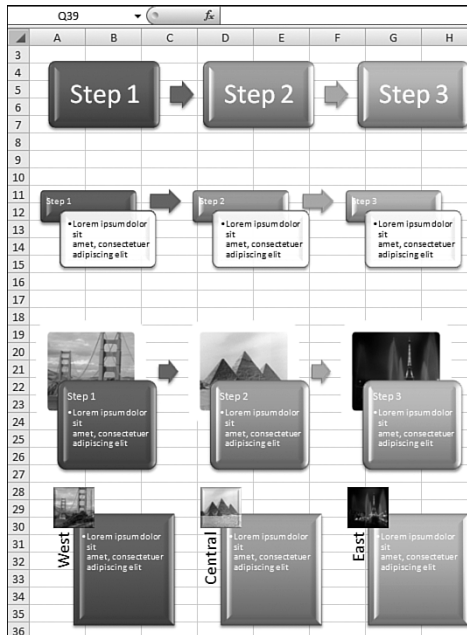 Q39 fx
A B C D E F G H
3
4
5
6
7
Step 1 Step 2 Step 3
8
9
10
11
12
13
14
15
Step 1 Step 2 Step 3
•Lorem ipsum dolor
sit
amet, consectetuer
adipiscing elit
•Lorem ipsum dolor
sit
amet, consectetuer
adipiscing elit
•Lorem ipsum dolor
sit
amet, consectetuer
adipiscing elit
16
17
18
19
20
21
22
23
24
25
26
Step 1
•Lorem ipsum dolor
sit
amet, consectetuer
adipiscing elit
Step 2
•Lorem ipsum dolor
sit
amet, consectetuer
adipiscing elit
Step 3
•Lorem ipsum dolor
sit
amet, consectetuer
adipiscing elit
27
28
29
30
31
32
33
34
35
36
West
•Lorem ipsum dolor
sit
amet, consectetuer
adipiscing elit
Central
•Lorem ipsum dolor
sit
amet, consectetuer
adipiscing elit
East
•Lorem ipsum dolor
sit
amet, consectetuer
adipiscing elit